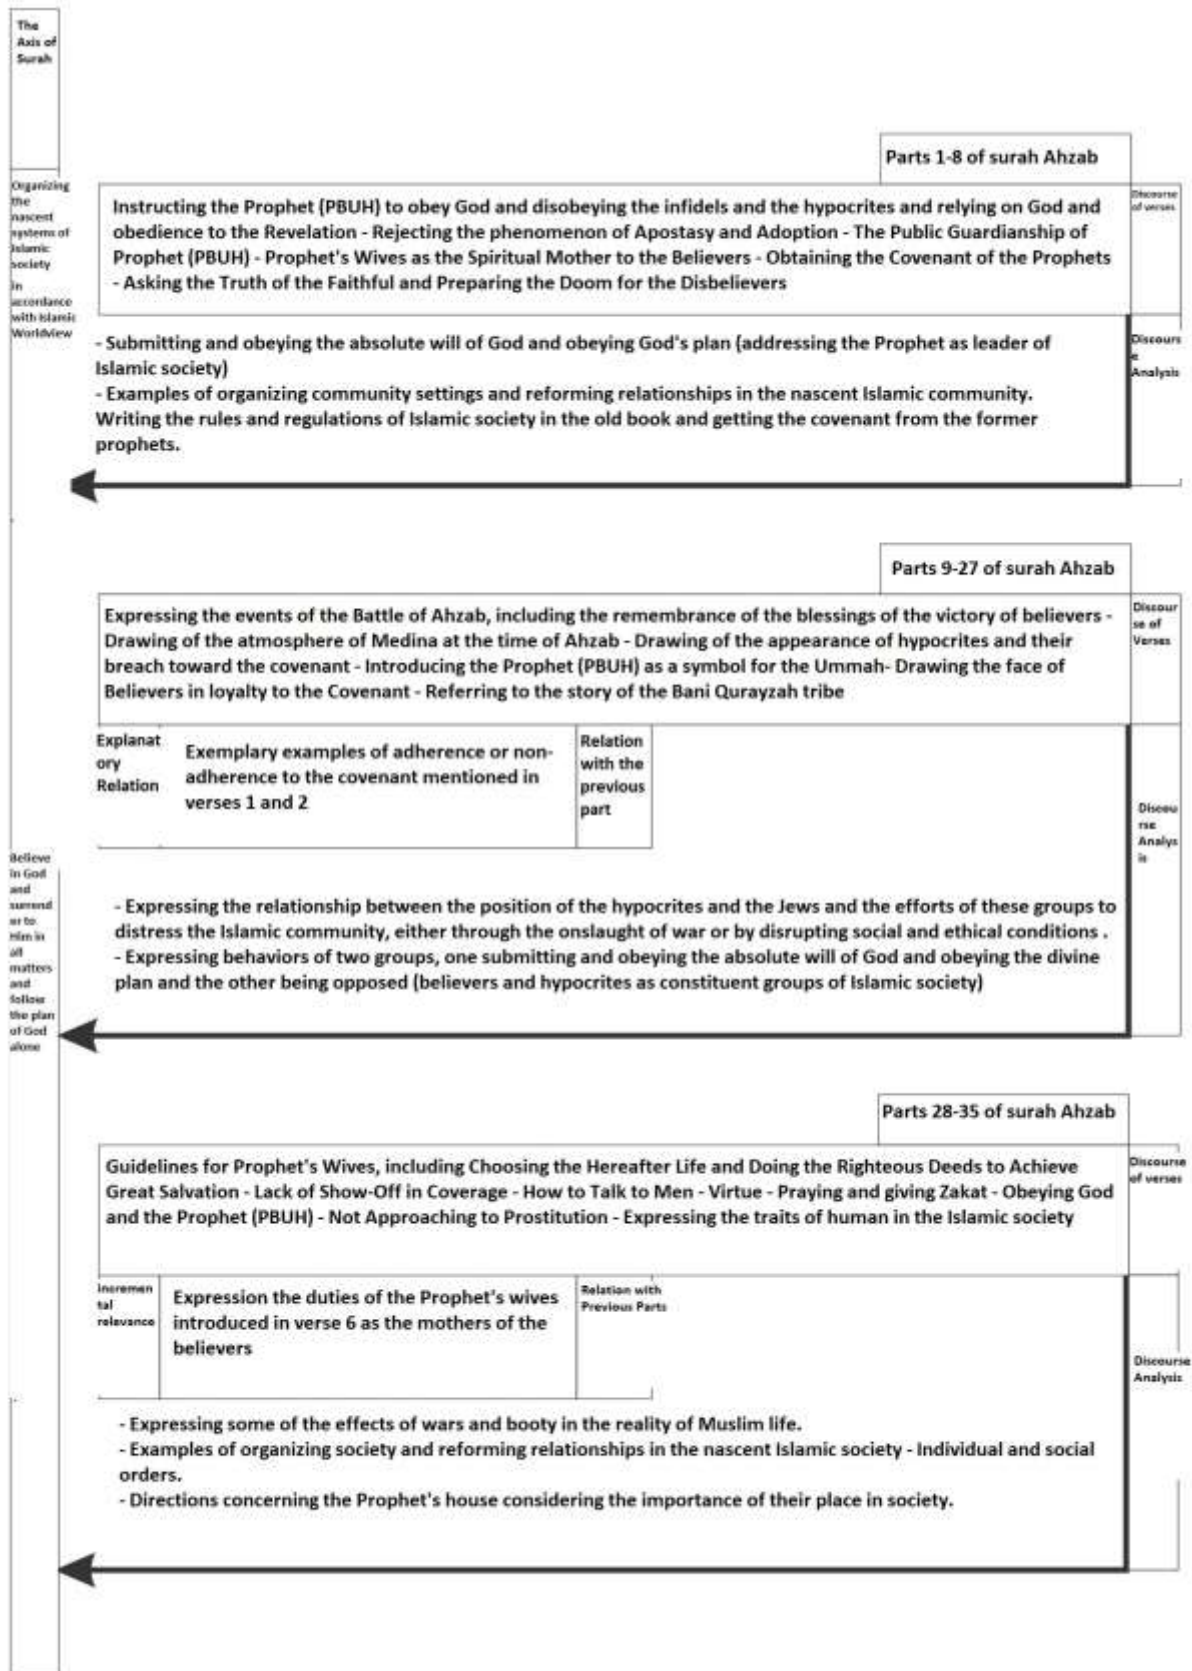 The
Axis of
Surah
Organizing
the
nascent
systems of
Islamic
society
In
accordance
with Islamic
Worldview
Believe
in God
and
surrend
er to
Him in
all
matters
and
follow
the plan
of God
alone
Parts 1-8 of surah Ahzab
Discourse
of verses
Instructing the Prophet (PBUH) to obey God and disobeying the infidels and the hypocrites and relying on God and
obedience to the Revelation - Rejecting the phenomenon of Apostasy and Adoption - The Public Guardianship of
Prophet (PBUH) - Prophet's Wives as the Spiritual Mother to the Believers - Obtaining the Covenant of the Prophets
- Asking the Truth of the Faithful and Preparing the Doom for the Disbelievers
Discours
e
Analysis
- Submitting and obeying the absolute will of God and obeying God's plan (addressing the Prophet as leader of
Islamic society)
- Examples of organizing community settings and reforming relationships in the nascent Islamic community.
Writing the rules and regulations of Islamic society in the old book and getting the covenant from the former
prophets.
Parts 9-27 of surah Ahzab
Discour
se of
Verses
Expressing the events of the Battle of Ahzab, including the remembrance of the blessings of the victory of believers -
Drawing of the atmosphere of Medina at the time of Ahzab - Drawing of the appearance of hypocrites and their
breach toward the covenant - Introducing the Prophet (PBUH) as a symbol for the Ummah- Drawing the face of
Believers in loyalty to the Covenant - Referring to the story of the Bani Qurayzah tribe
Explanat
ory
Relation
Exemplary examples of adherence or non-
adherence to the covenant mentioned in
verses 1 and 2
Relation
with the
previous
part
Discou
rse
Analys
is
- Expressing the relationship between the position of the hypocrites and the Jews and the efforts of these groups to
distress the Islamic community, either through the onslaught of war or by disrupting social and ethical conditions .
- Expressing behaviors of two groups, one submitting and obeying the absolute will of God and obeying the divine
plan and the other being opposed (believers and hypocrites as constituent groups of Islamic society)
Parts 28-35 of surah Ahzab
Discourse
of verses
Guidelines for Prophet's Wives, including Choosing the Hereafter Life and Doing the Righteous Deeds to Achieve
Great Salvation - Lack of Show-Off in Coverage - How to Talk to Men - Virtue - Praying and giving Zakat - Obeying God
and the Prophet (PBUH) - Not Approaching to Prostitution - Expressing the traits of human in the Islamic society
Incremen
tal
relevance
Expression the duties of the Prophet's wives
introduced in verse 6 as the mothers of the
believers
Relation with
Previous Parts
Discourse
Analysis
- Expressing some of the effects of wars and booty in the reality of Muslim life.
- Examples of organizing society and reforming relationships in the nascent Islamic society - Individual and social
orders.
- Directions concerning the Prophet's house considering the importance of their place in society.